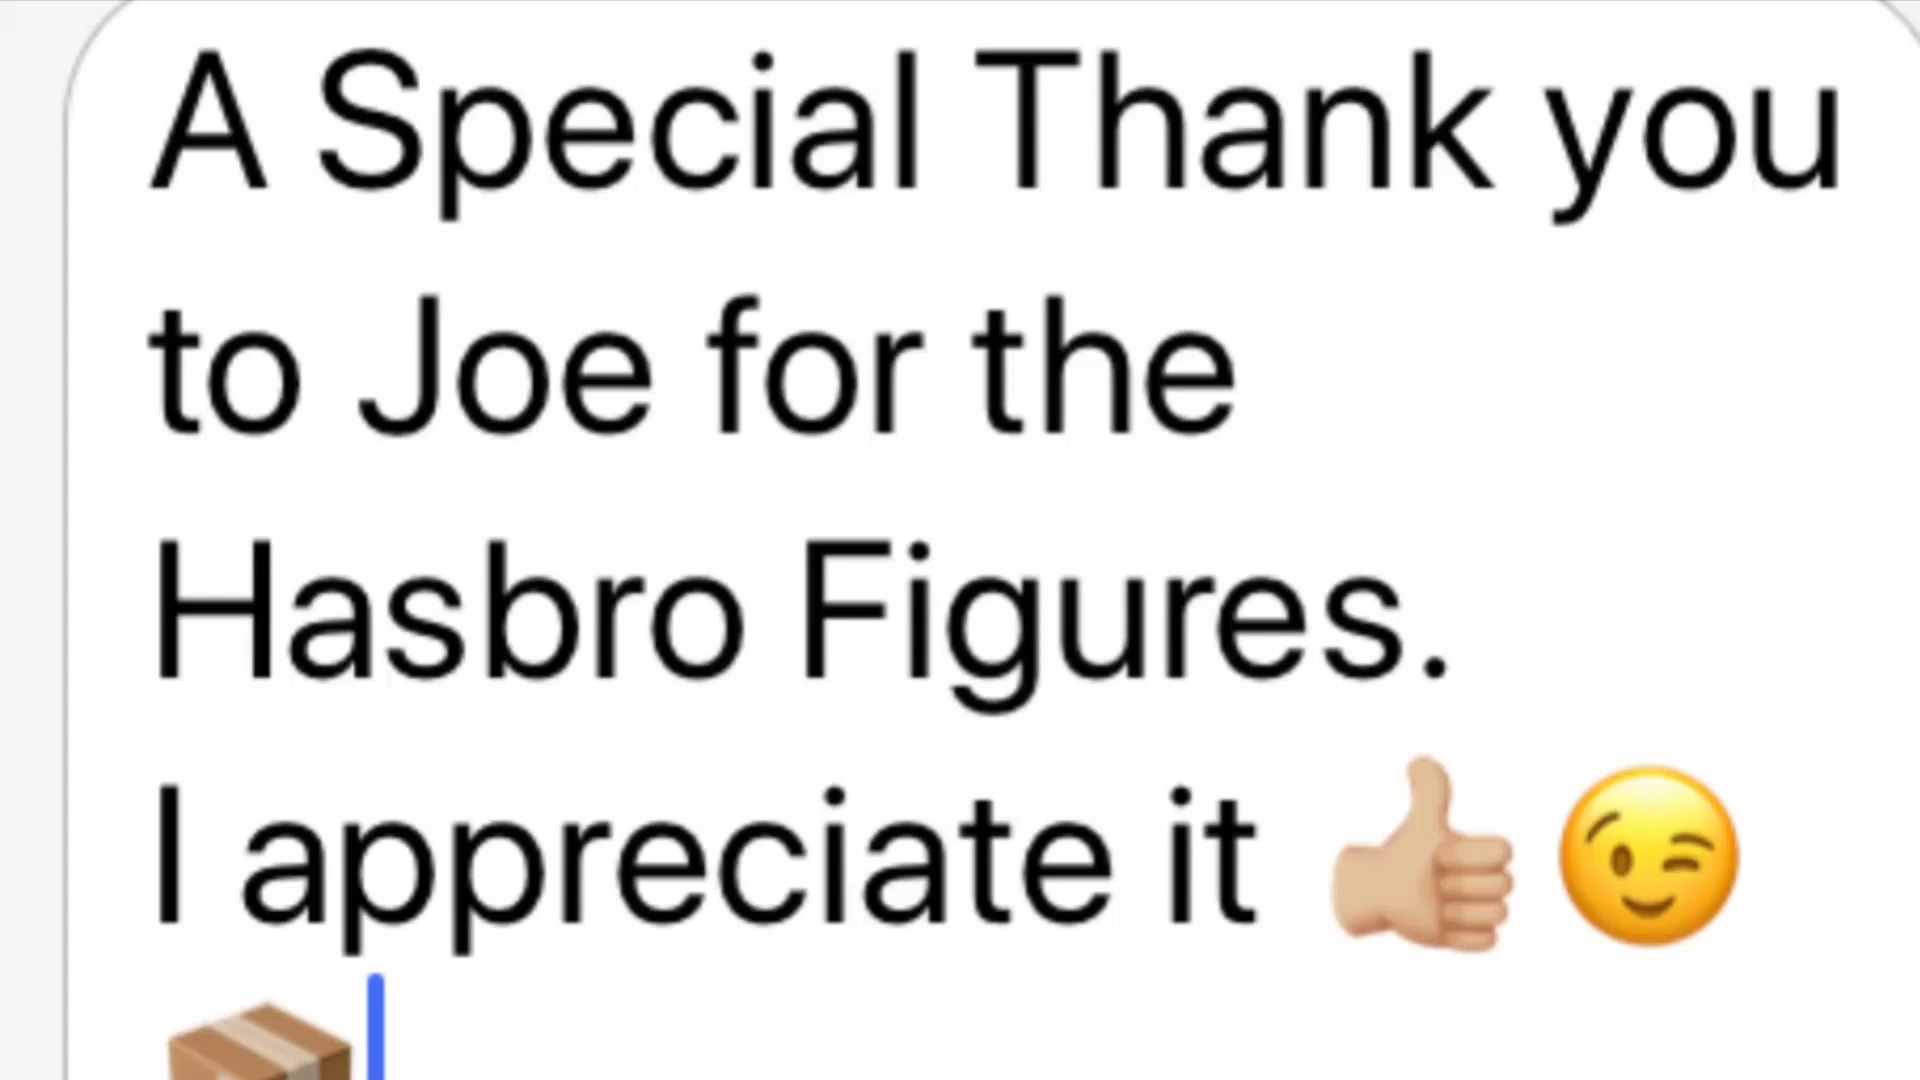 A Special Thank you
to Joe for the
Hasbro Figures.
I appreciate it 👍🏼😉
📦